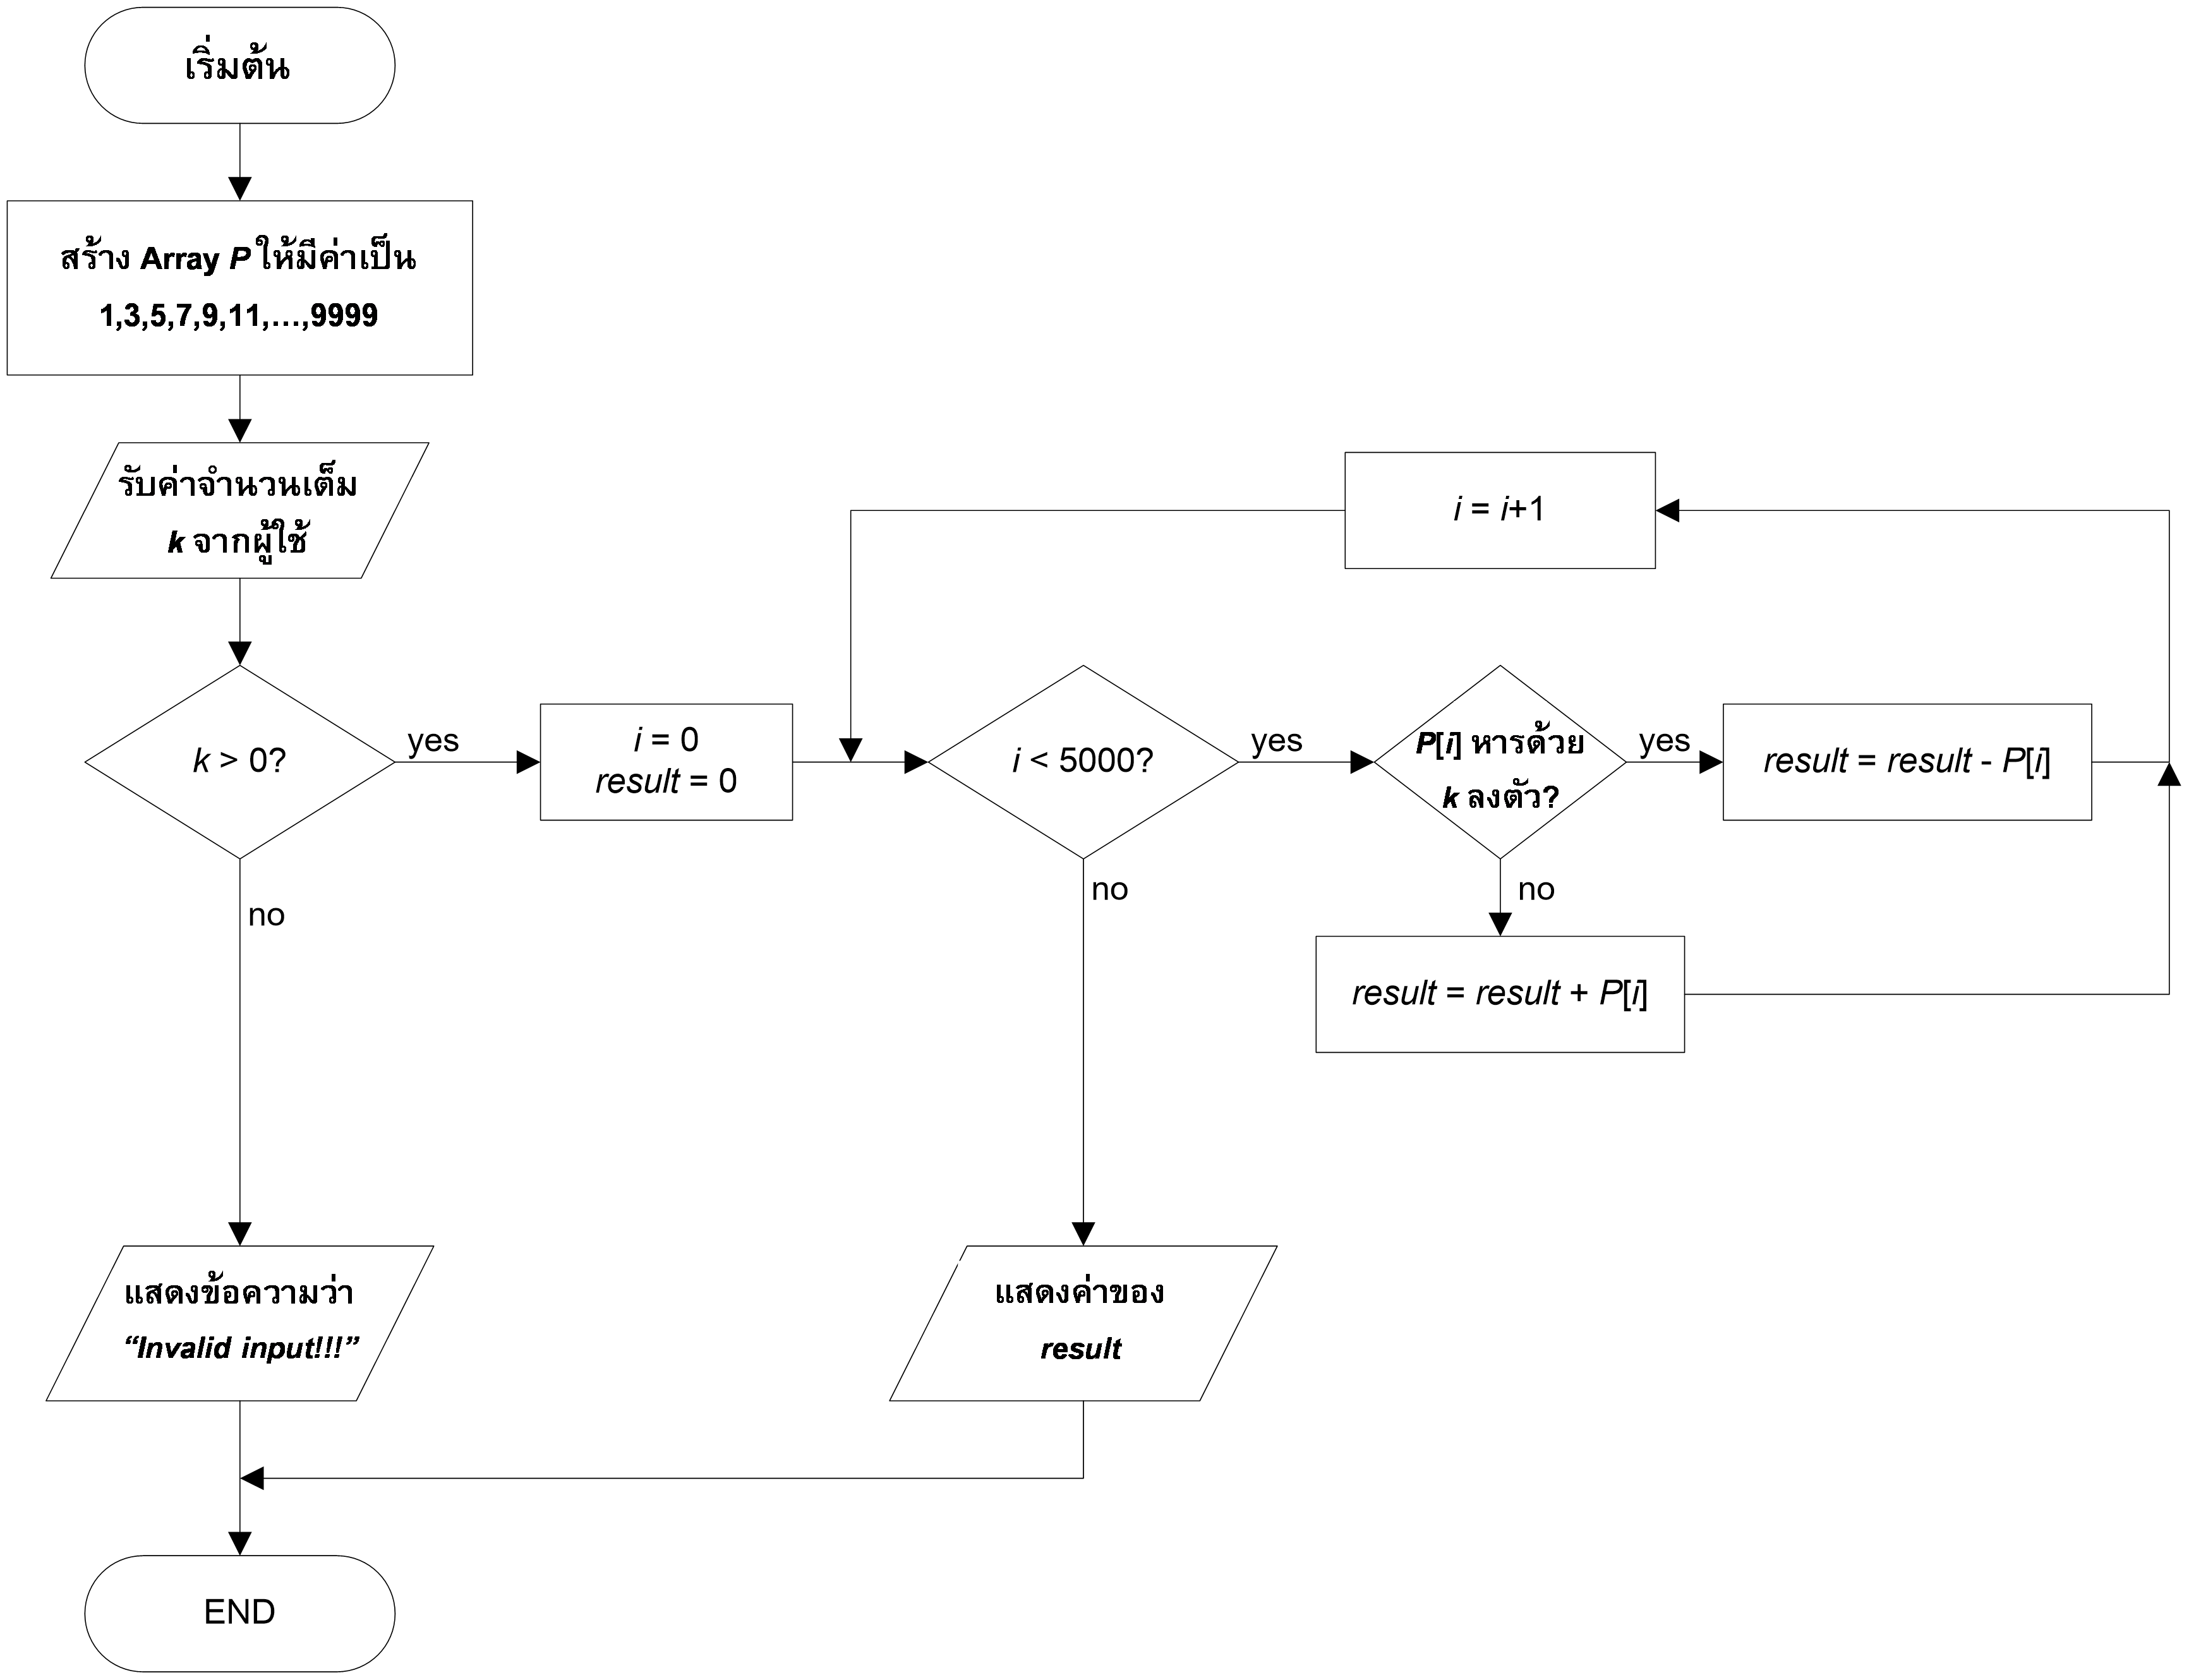 เริ่มต้น
สร้าง Array P ให้มีค่าเป็น
1,3,5,7,9,11,…,9999
รับค่าจำนวนเต็ม
k จากผู้ใช้
k > 0?
yes
no
i = 0
result = 0
i < 5000?
yes
no
P[i] หารด้วย
k ลงตัว?
yes
no
result = result - P[i]
result = result + P[i]
i = i+1
แสดงข้อความว่า
“Invalid input!!!”
แสดงค่าของ
result
END